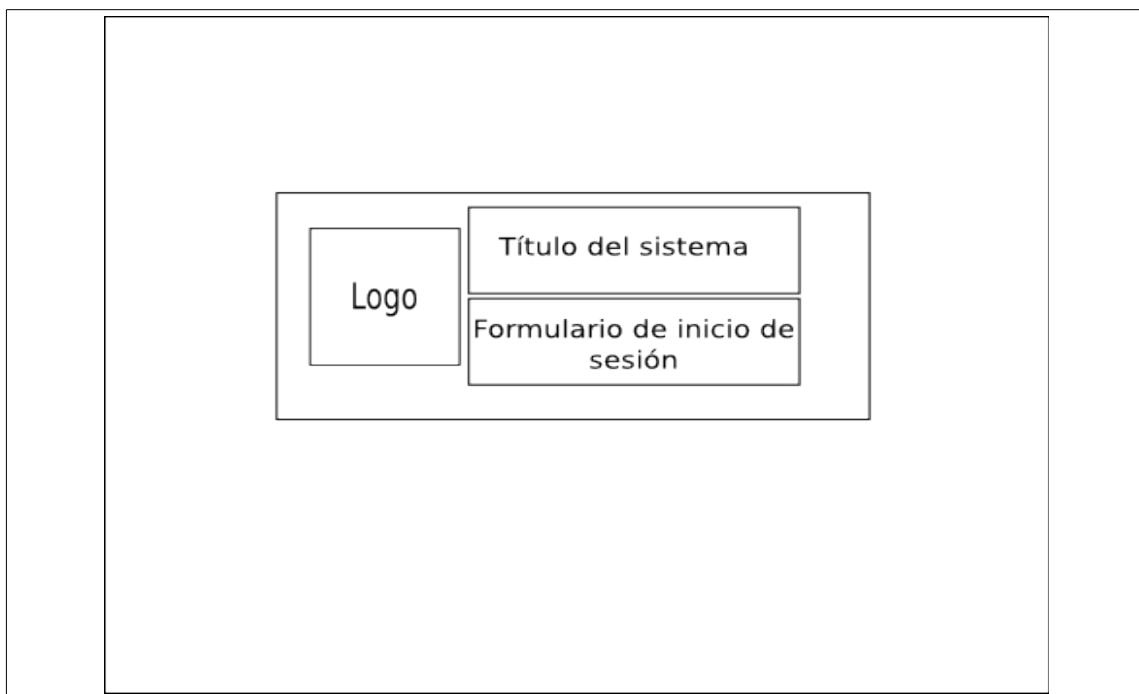 Logo
Título del sistema
Formulario de inicio de
sesión